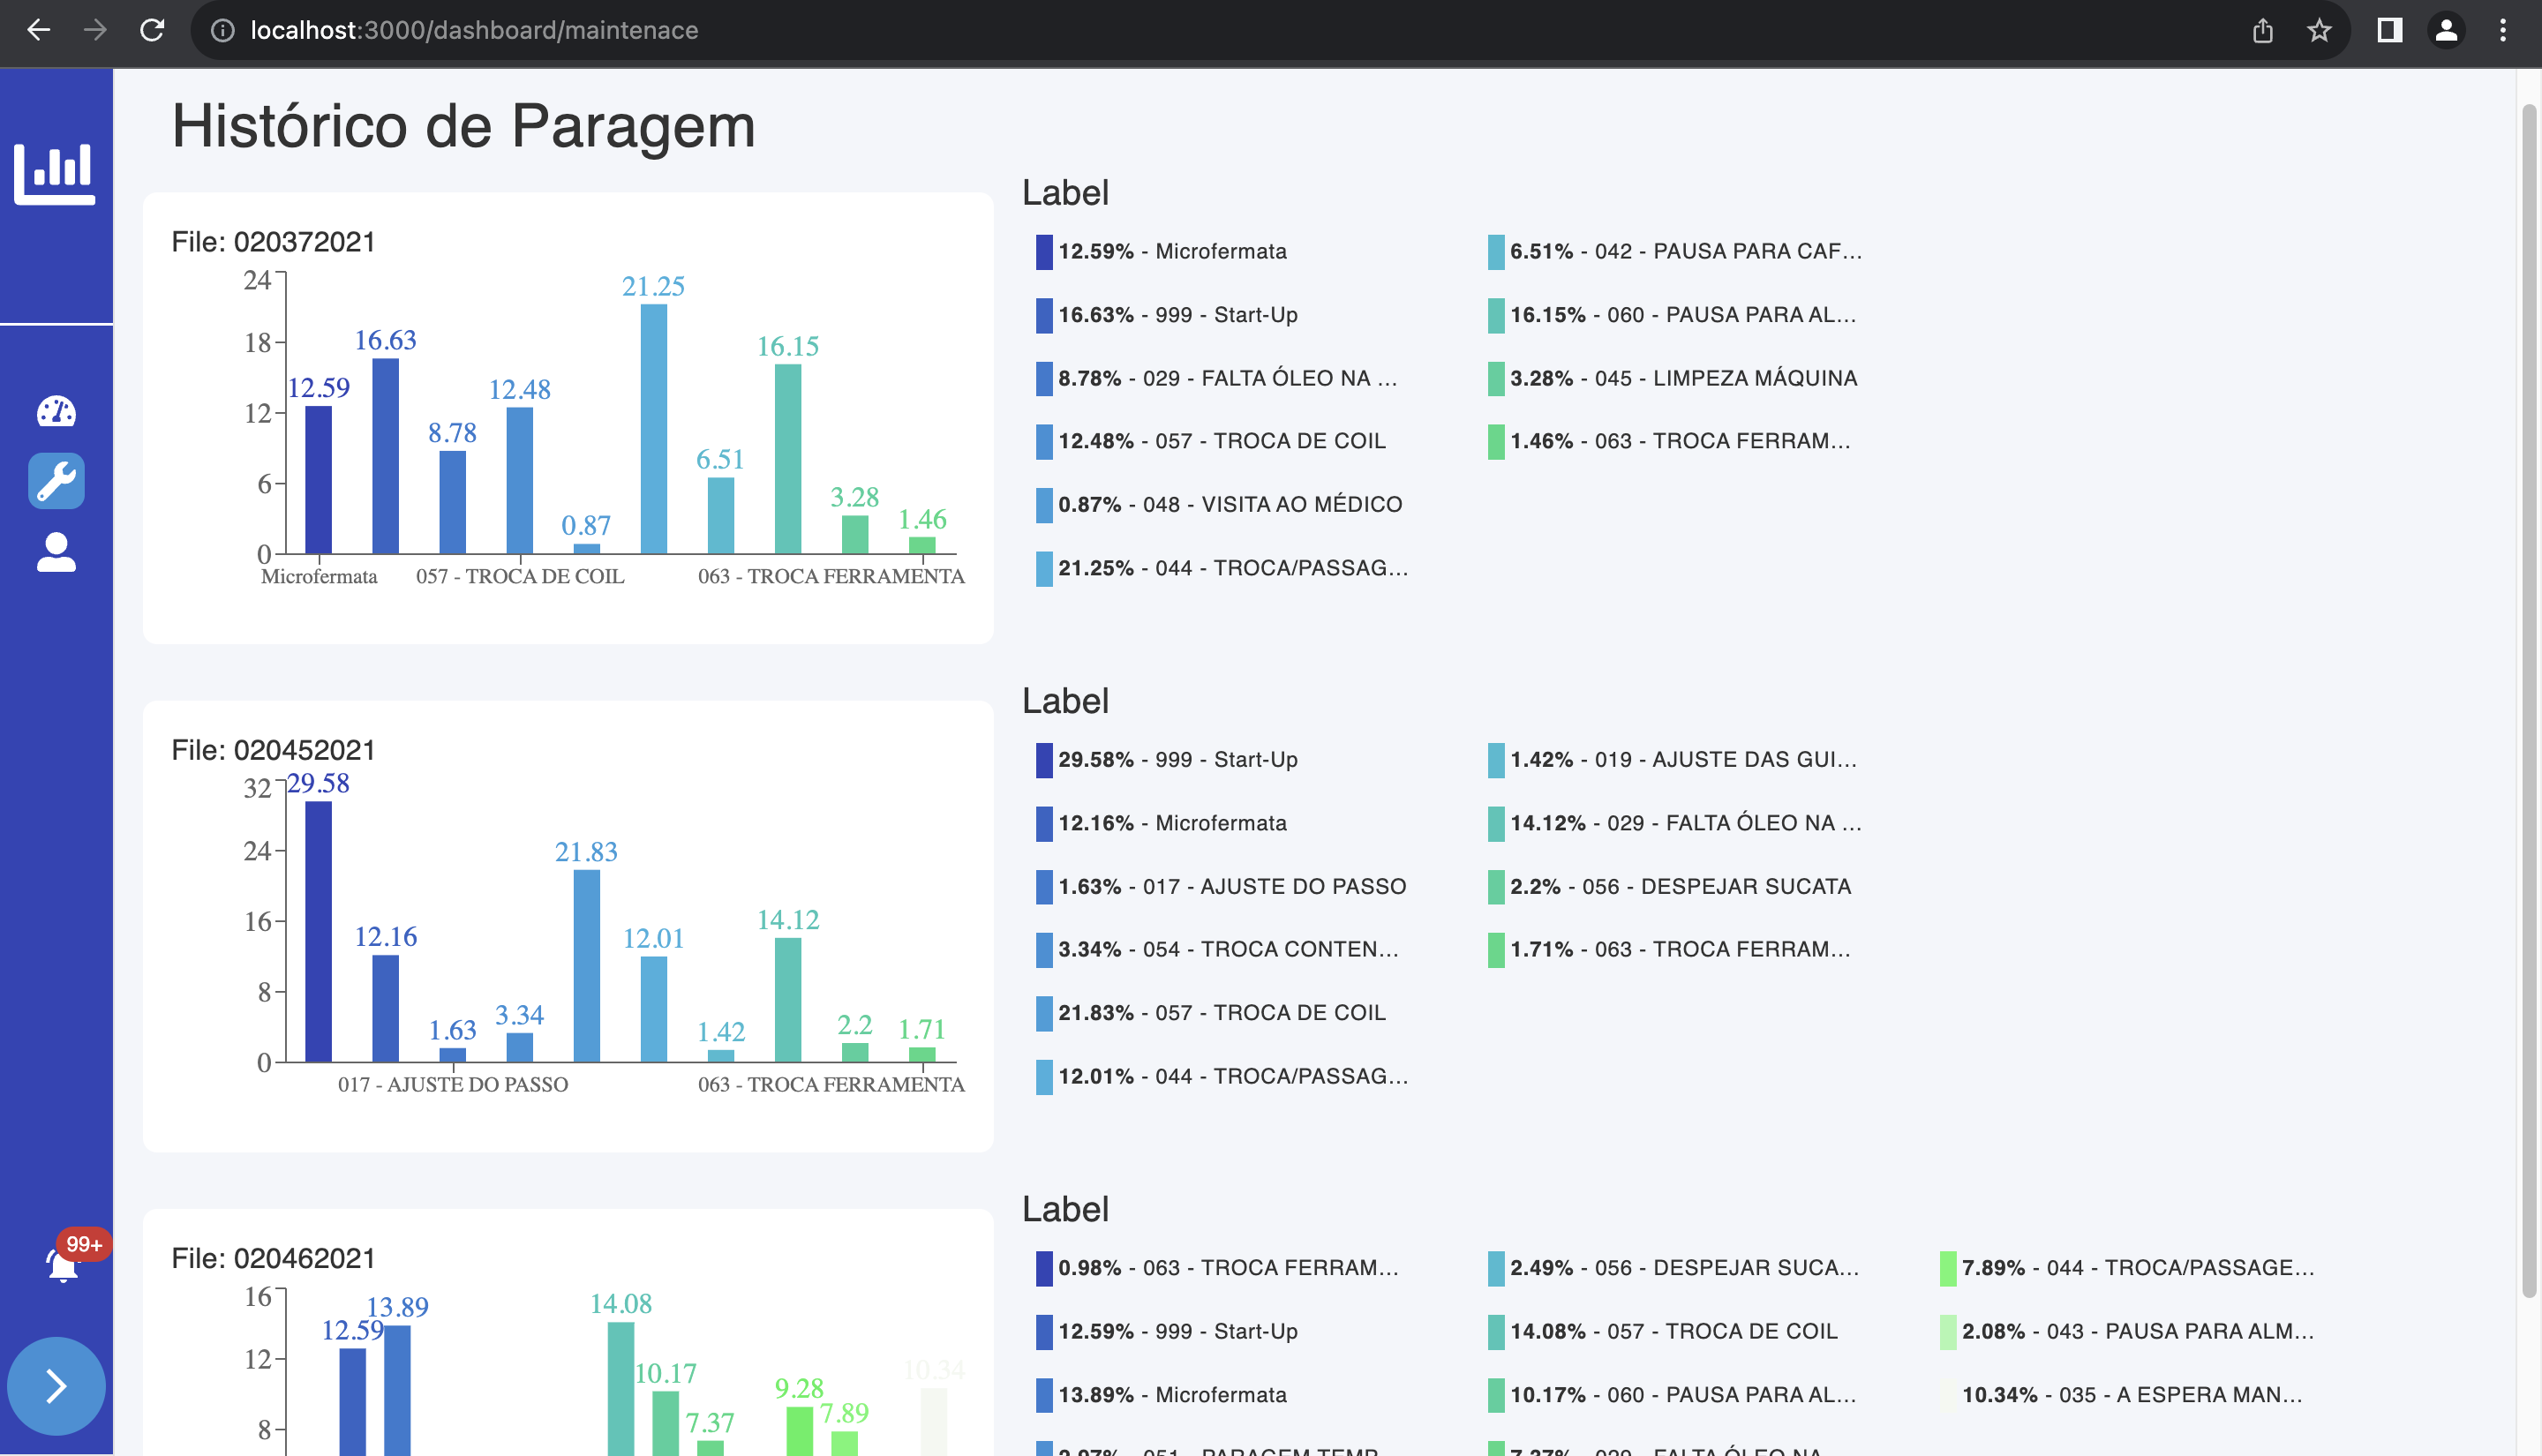 localhost:3000/dashboard/maintenace
Histórico de Paragem
File: 020372021
24
18
12
6
0
12.59
16.63
8.78
12.48
0.87
21.25
6.51
16.15
3.28
1.46
Microfermata
057 - TROCA DE COIL
063 - TROCA FERRAMENTA
Label
12.59% - Microfermata
16.63% - 999 - Start-Up
8.78% - 029 - FALTA ÓLEO NA ...
12.48% - 057 - TROCA DE COIL
0.87% - 048 - VISITA AO MÉDICO
21.25% - 044 - TROCA/PASSAG...
6.51% - 042 - PAUSA PARA CAF...
16.15% - 060 - PAUSA PARA AL...
3.28% - 045 - LIMPEZA MÁQUINA
1.46% - 063 - TROCA FERRAM...
File: 020452021
32
24
16
8
0
29.58
12.16
1.63
3.34
21.83
12.01
1.42
14.12
2.2
1.71
017 - AJUSTE DO PASSO
063 - TROCA FERRAMENTA
Label
29.58% - 999 - Start-Up
12.16% - Microfermata
1.63% - 017 - AJUSTE DO PASSO
3.34% - 054 - TROCA CONTEN...
21.83% - 057 - TROCA DE COIL
12.01% - 044 - TROCA/PASSAG...
1.42% - 019 - AJUSTE DAS GUI...
14.12% - 029 - FALTA ÓLEO NA ...
2.2% - 056 - DESPEJAR SUCATA
1.71% - 063 - TROCA FERRAM...
File: 020462021
16
12
8
12.59
13.89
14.08
10.17
7.37
9.28
7.89
10.34
Label
0.98% - 063 - TROCA FERRAM...
12.59% - 999 - Start-Up
13.89% - Microfermata
2.49% - 056 - DESPEJAR SUCA...
14.08% - 057 - TROCA DE COIL
10.17% - 060 - PAUSA PARA AL...
7.89% - 044 - TROCA/PASSAGE...
2.08% - 043 - PAUSA PARA ALM...
10.34% - 035 - A ESPERA MAN...
99+